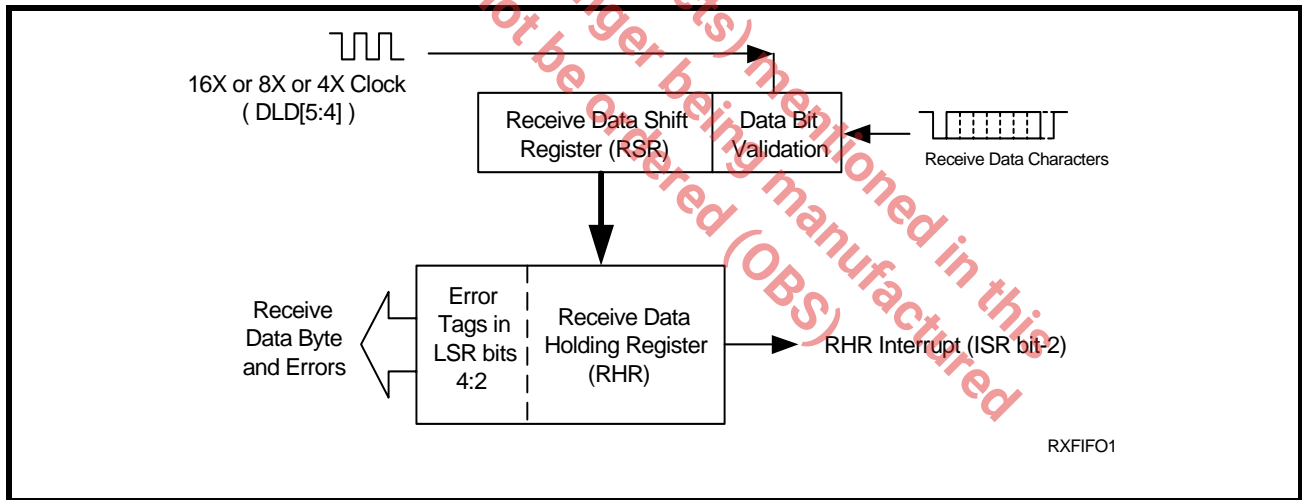 16X or 8X or 4X Clock
( DLD[5:4] )
Receive Data Shift
Register (RSR)
Data Bit
Validation
Receive Data Characters
Receive
Data Byte
and Errors
Error
Tags in
LSR bits
4:2
Receive Data
Holding Register
(RHR)
RHR Interrupt (ISR bit-2)
RXFIFO1
cts) mentioned in this
nger being manufactured
not be ordered (OBS)